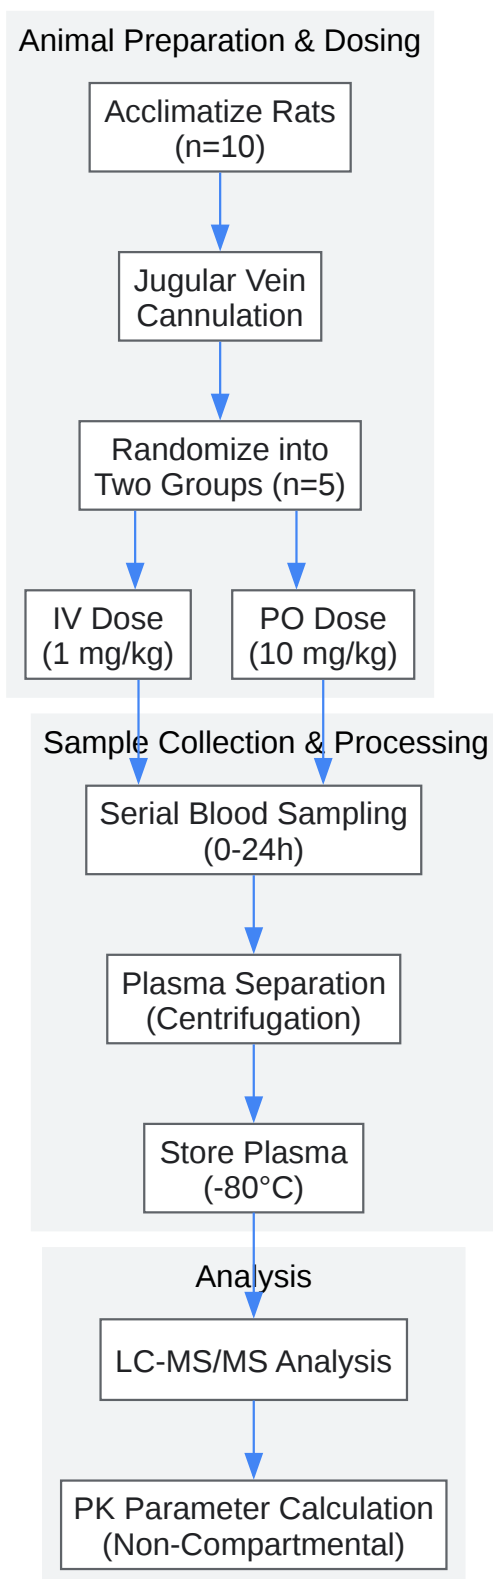 Animal Preparation & Dosing
Acclimatize Rats
(n=10)
Jugular Vein
Cannulation
Randomize into
Two Groups (n=5)
IV Dose
(1 mg/kg)
PO Dose
(10 mg/kg)
Sample Collection & Processing
Serial Blood Sampling
(0-24h)
Plasma Separation
(Centrifugation)
Store Plasma
(-80°C)
Analysis
LC-MS/MS Analysis
PK Parameter Calculation
(Non-Compartmental)